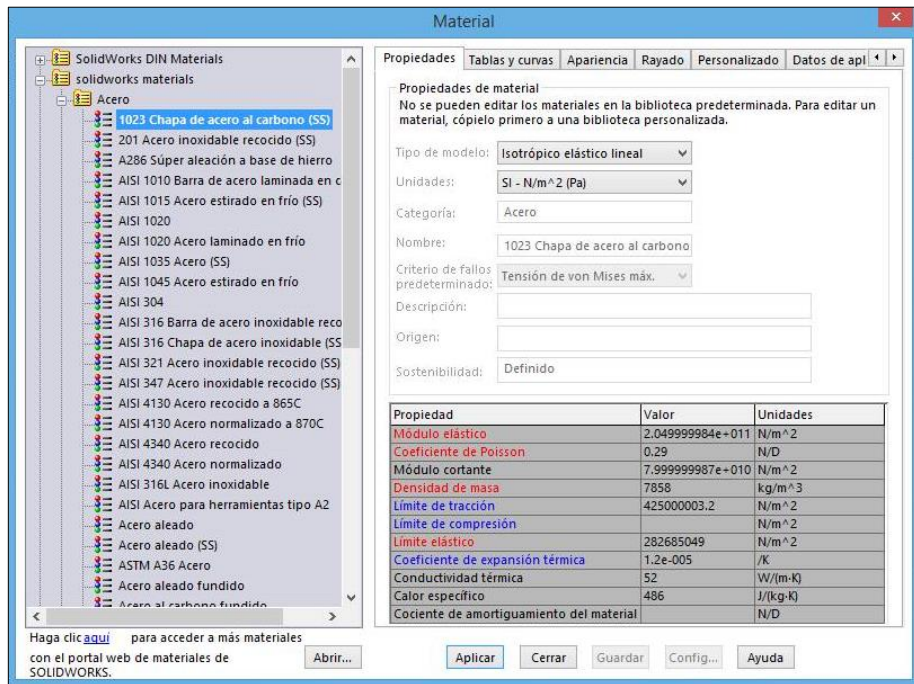 Material
SolidWorks DIN Materials
solidworks materials
Acero
1023 Chapa de acero al carbono (SS)
201 Acero inoxidable recocido (SS)
A286 Súper aleación a base de hierro
AISI 1010 Barra de acero laminada en c
AISI 1015 Acero estirado en frío (SS)
AISI 1020
AISI 1020 Acero laminado en frío
AISI 1035 Acero (SS)
AISI 1045 Acero estirado en frío
AISI 304
AISI 316 Barra de acero inoxidable reco
AISI 316 Chapa de acero inoxidable (SS
AISI 321 Acero inoxidable recocido (SS)
AISI 347 Acero inoxidable recocido (SS)
AISI 4130 Acero recocido a 865C
AISI 4130 Acero normalizado a 870C
AISI 4340 Acero recocido
AISI 4340 Acero normalizado
AISI 316L Acero inoxidable
AISI Acero para herramientas tipo A2
Acero aleado
Acero aleado (SS)
ASTM A36 Acero
Acero aleado fundido
Acero al carbono fundido
Haga clic aquí para acceder a más materiales
con el portal web de materiales de
SOLIDWORKS.
Abrir...
Propiedades Tablas y curvas Apariencia Rayado Personalizado Datos de apl
Propiedades de material
No se pueden editar los materiales en la biblioteca predeterminada. Para editar un
material, cópielo primero a una biblioteca personalizada.
Tipo de modelo: Isotrópico elástico lineal
Unidades: SI - N/m^2 (Pa)
Categoría: Acero
Nombre: 1023 Chapa de acero al carbono
Criterio de fallos
predeterminado: Tensión de von Mises máx.
Descripción:
Origen:
Sostenibilidad: Definido
Propiedad Valor Unidades
Módulo elástico 2.049999984e+011 N/m^2
Coeficiente de Poisson 0.29 N/D
Módulo cortante 7.999999987e+010 N/m^2
Densidad de masa 7858 kg/m^3
Límite de tracción 425000003.2 N/m^2
Límite de compresión N/m^2
Límite elástico 282685049 N/m^2
Coeficiente de expansión térmica 1.2e-005 /K
Conductividad térmica 52 W/(m·K)
Calor específico 486 J/(kg·K)
Cociente de amortiguamiento del material N/D
Aplicar Cerrar Guardar Config... Ayuda